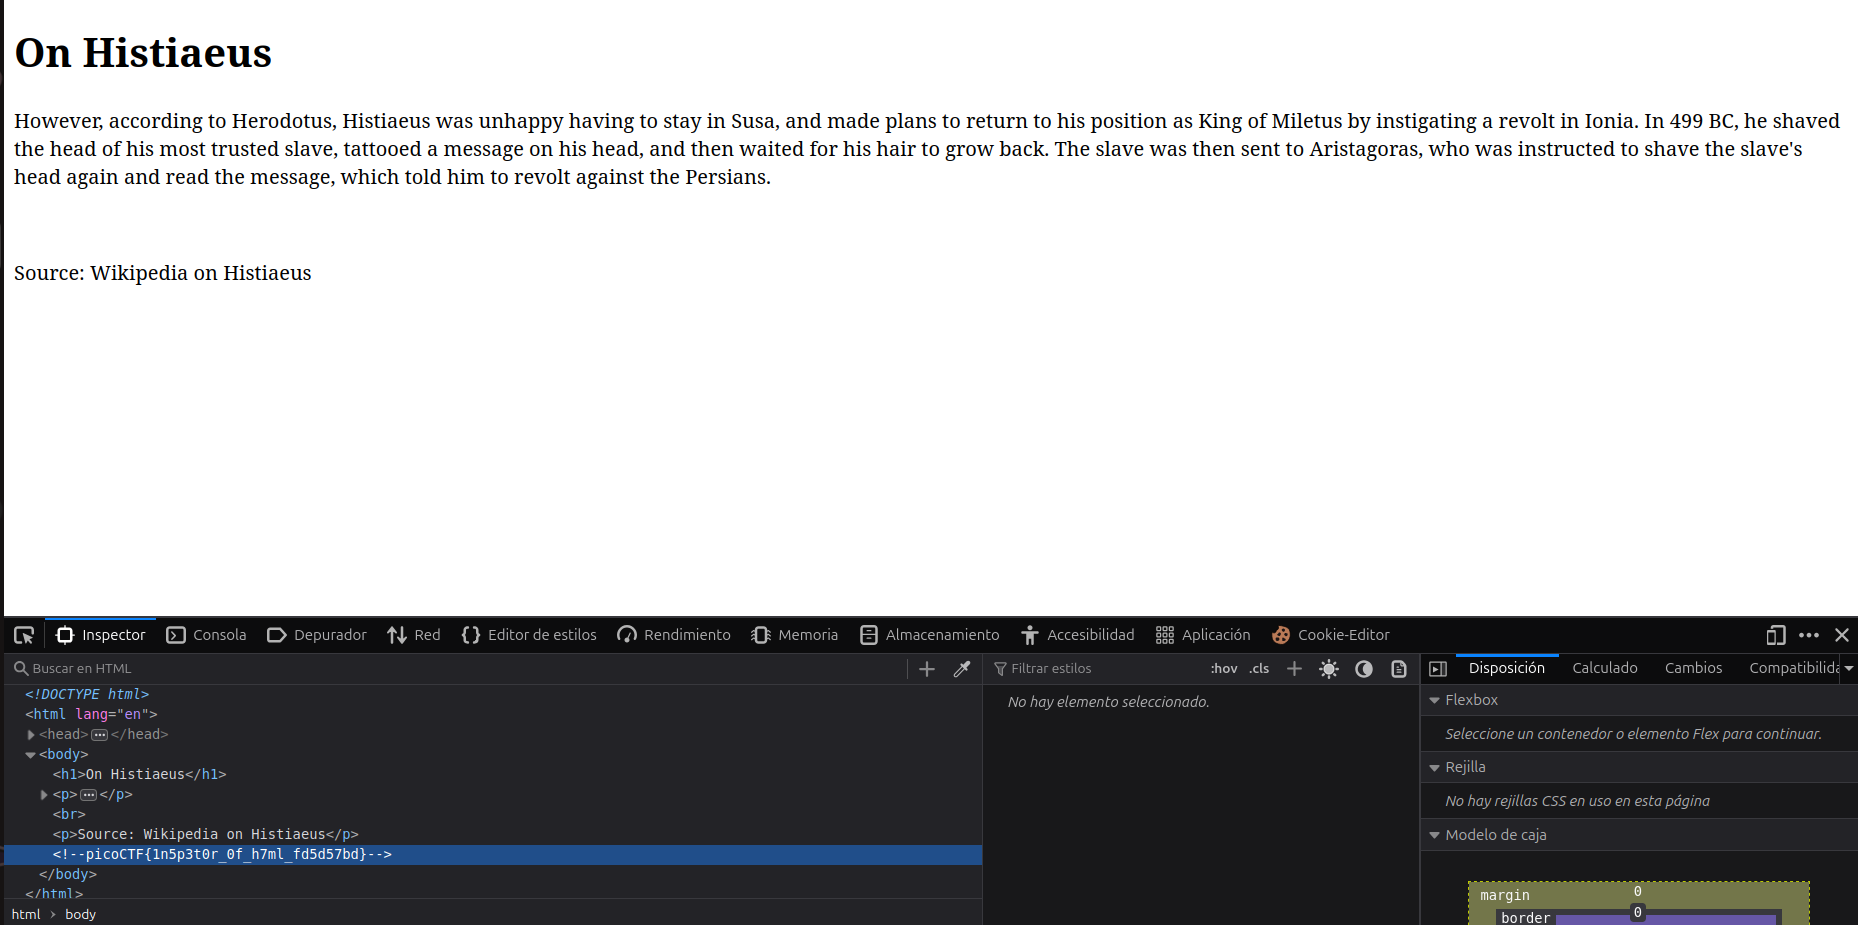 On Histiaeus
However, according to Herodotus, Histiaeus was unhappy having to stay in Susa, and made plans to return to his position as King of Miletus by instigating a revolt in Ionia. In 499 BC, he shaved
the head of his most trusted slave, tattooed a message on his head, and then waited for his hair to grow back. The slave was then sent to Aristagoras, who was instructed to shave the slave's
head again and read the message, which told him to revolt against the Persians.
Source: Wikipedia on Histiaeus
Inspector Consola Depurador Red Editor de estilos Rendimiento Memoria Almacenamiento Accesibilidad Aplicación Cookie-Editor
Buscar en HTML
<!DOCTYPE html>
<html lang="en">
<head></head>
<body>
<h1>On Histiaeus</h1>
<p></p>
<br>
<p>Source: Wikipedia on Histiaeus</p>
<!--picoCTF{1n5p3t0r_0f_h7ml_fd5d57bd}-->
</body>
</html>
html > body
Filtrar estilos :hov .cls
No hay elemento seleccionado.
Disposición Calculado Cambios Compatibilida
Flexbox
Seleccione un contenedor o elemento Flex para continuar.
Rejilla
No hay rejillas CSS en uso en esta página
Modelo de caja
margin 0
border 0